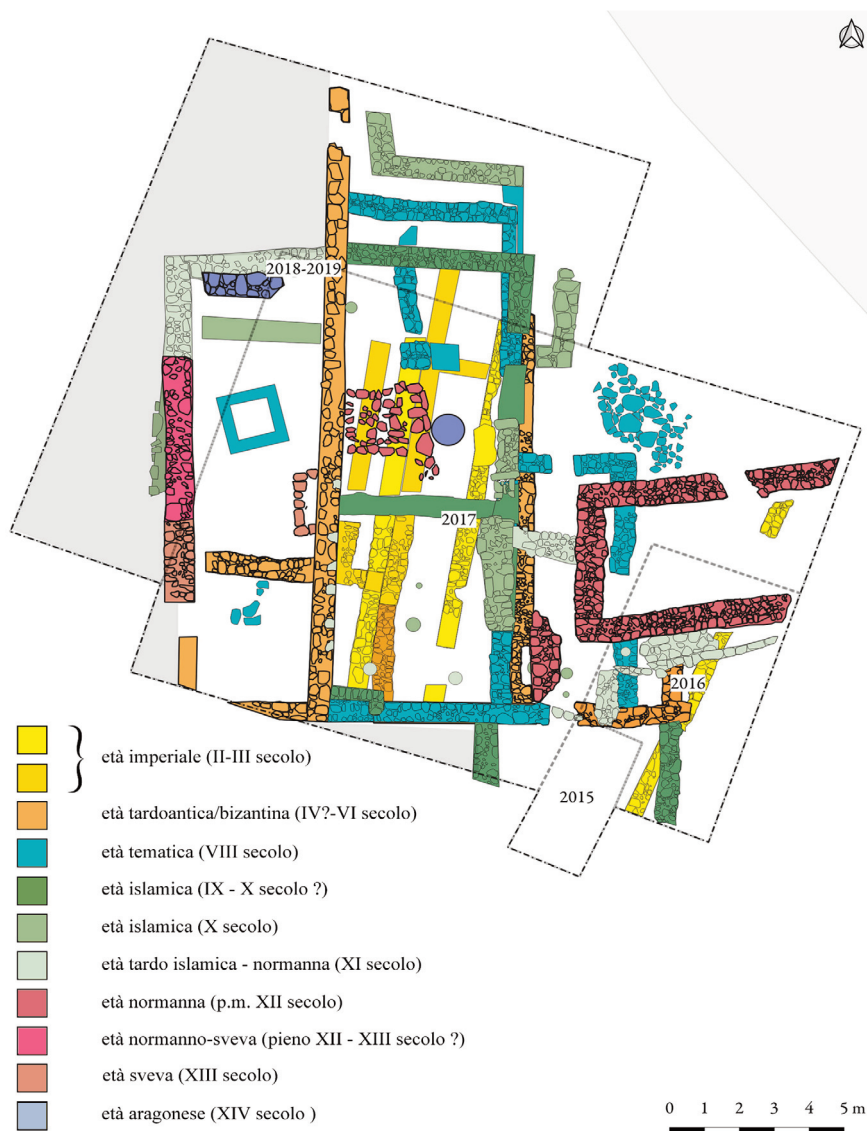 2018-2019
2017
2016
2015
età imperiale (II-III secolo)
età tardoantica/bizantina (IV?-VI secolo)
età tematica (VIII secolo)
età islamica (IX - X secolo ?)
età islamica (X secolo)
età tardo islamica - normanna (XI secolo)
età normanna (p.m. XII secolo)
età normanno-sveva (pieno XII - XIII secolo ?)
età sveva (XIII secolo)
età aragonese (XIV secolo )
0 1 2 3 4 5 m